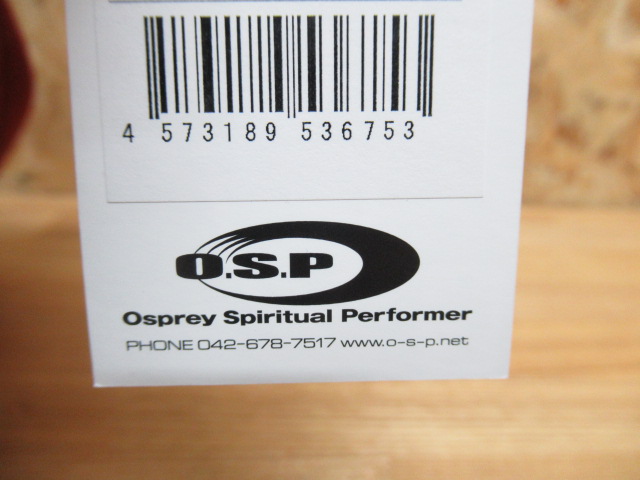 4 573189 536753
O.S.P
Osprey Spiritual Performer
PHONE 042-678-7517 www.o-s-p.net